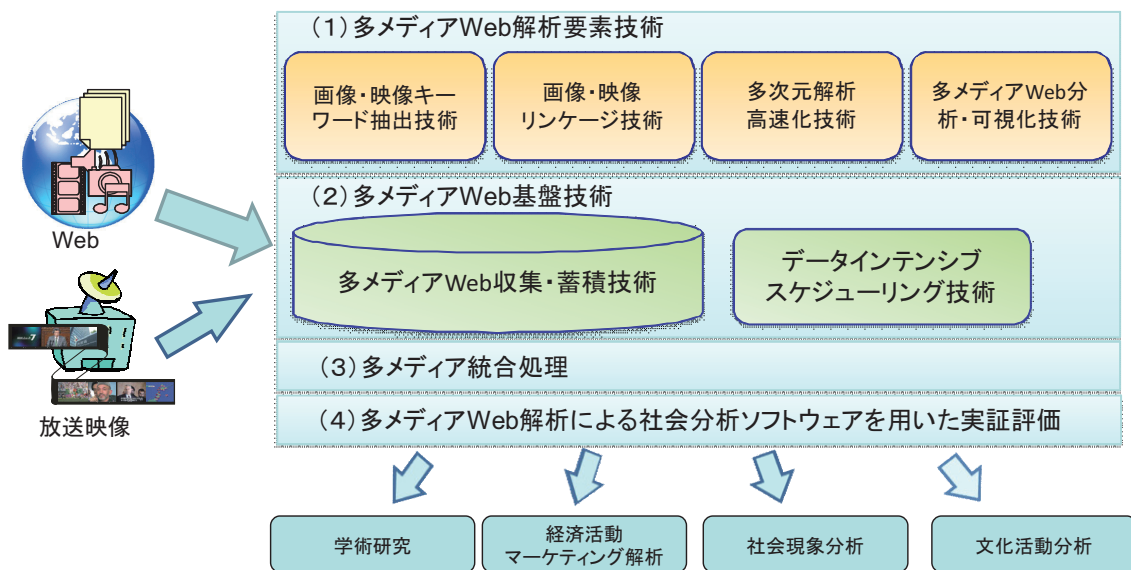 (1)多メディアWeb解析要素技術
画像・映像キー
ワード抽出技術
画像・映像
リンケージ技術
多次元解析
高速化技術
多メディアWeb分
析・可視化技術
(2)多メディアWeb基盤技術
多メディアWeb収集・蓄積技術
データインテンシブ
スケジューリング技術
(3)多メディア統合処理
(4)多メディアWeb解析による社会分析ソフトウェアを用いた実証評価
Web
放送映像
学術研究
経済活動
マーケティング解析
社会現象分析
文化活動分析